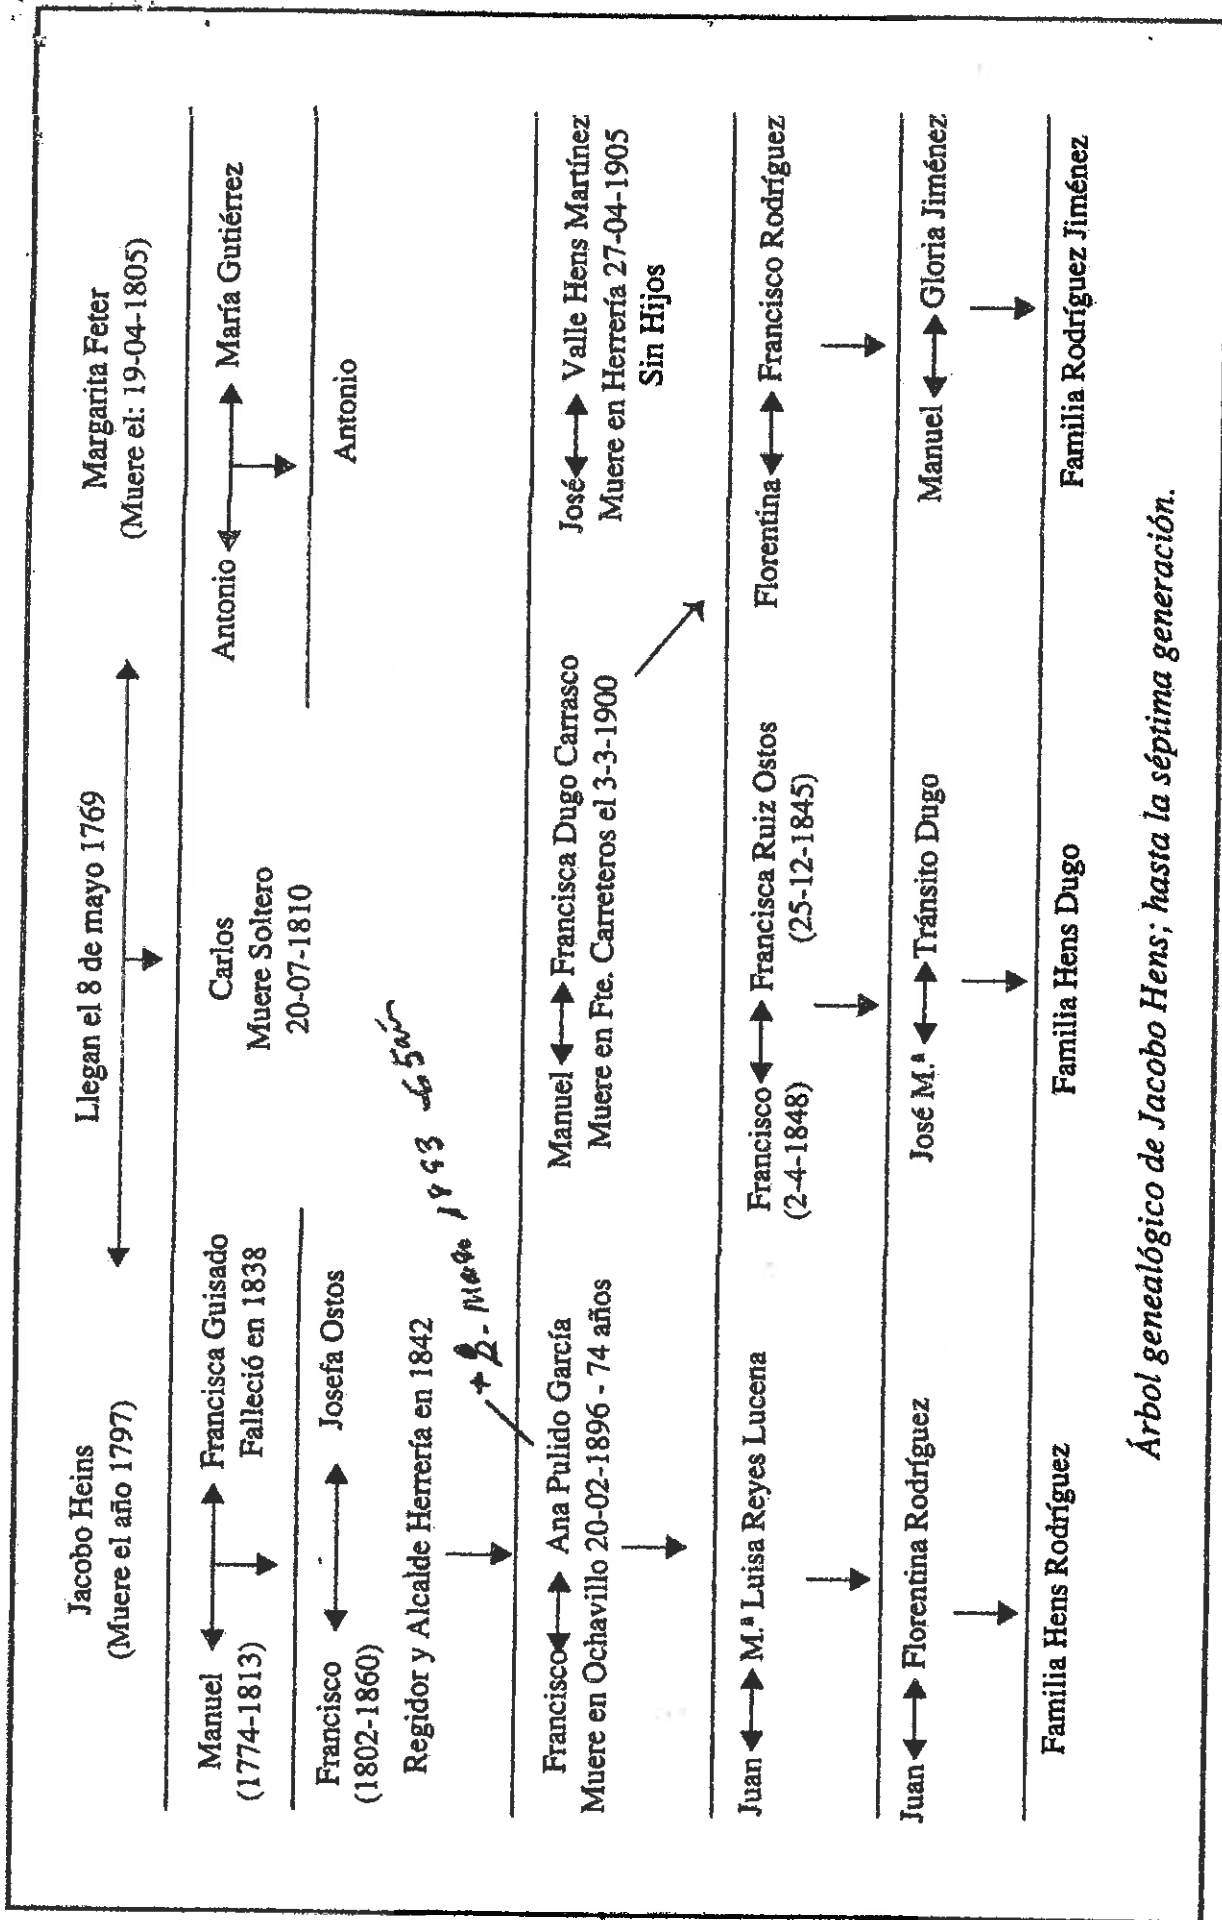 Jacobo Heins
(Muere el año 1797)
Llegan el 8 de mayo 1769
Margarita Feter
(Muere el: 19-04-1805)
Manuel
(1774-1813)
Francisca Guisado
Falleció en 1838
Carlos
Muere Soltero
20-07-1810
Antonio
María Gutiérrez
Francisco
(1802-1860)
Josefa Ostos
Regidor y Alcalde Herrería en 1842
Antonio
1893
Francisco
Ana Pulido García
Muere en Ochavillo 20-02-1896 - 74 años
Manuel
Francisca Dugo Carrasco
Muere en Fte. Carreteros el 3-3-1900
José
Valle Hens Martínez
Muere en Herrería 27-04-1905
Sin Hijos
Juan
M.ª Luisa Reyes Lucena
Francisco
(2-4-1848)
Francisca Ruiz Ostos
(25-12-1845)
Florentina
Francisco Rodríguez
Juan
Florentina Rodríguez
José M.ª
Tránsito Dugo
Manuel
Gloria Jiménez
Familia Hens Rodríguez
Familia Hens Dugo
Familia Rodríguez Jiménez
Árbol genealógico de Jacobo Hens; hasta la séptima generación.